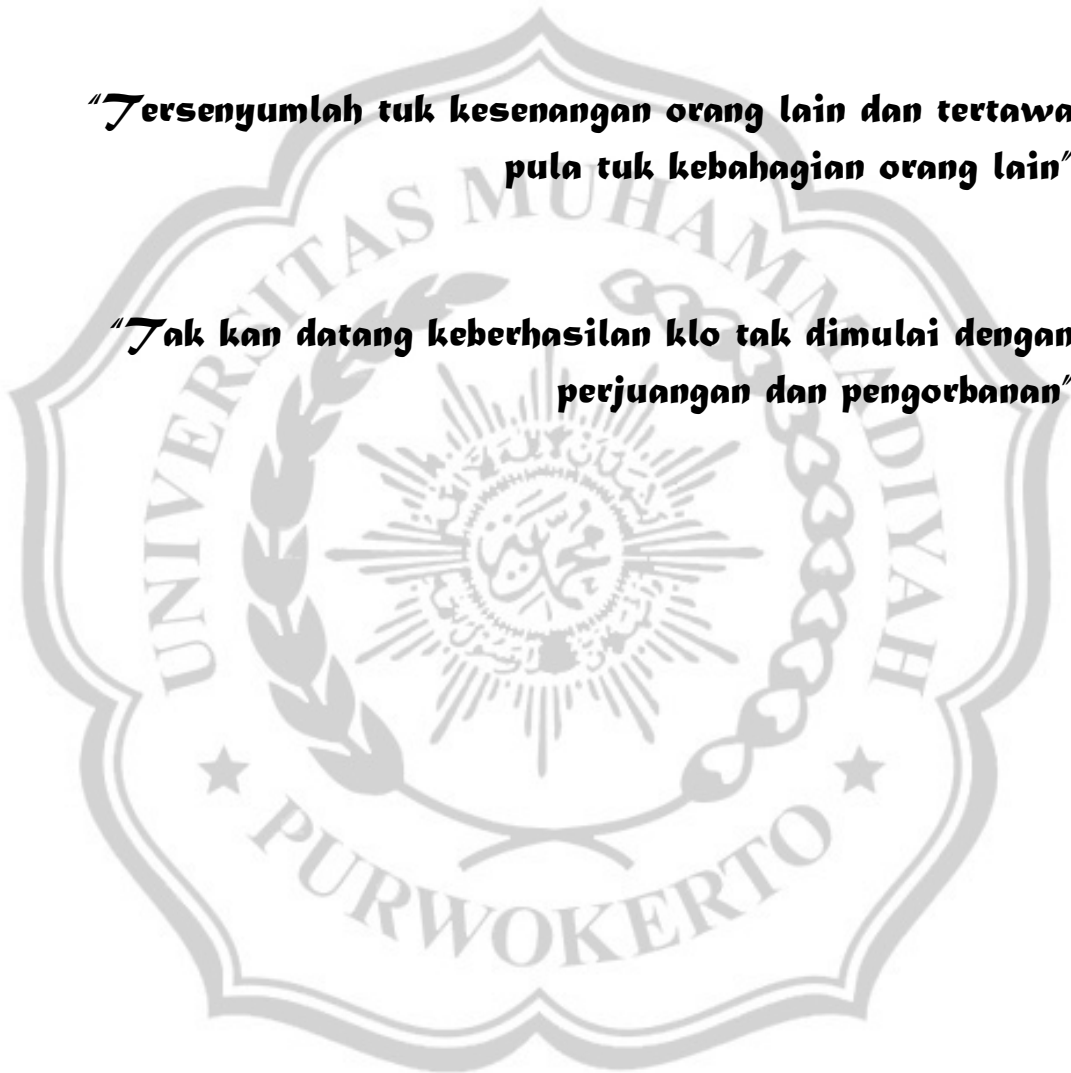 “Tersenyumlah tuk kesenangan orang lain dan tertawa
pula tuk kebahagian orang lain”
“Tak kan datang keberhasilan klo tak dimulai dengan
perjuangan dan pengorbanan”
UNIVERSITAS MUHAMMADIYAH
PURWOKERTO